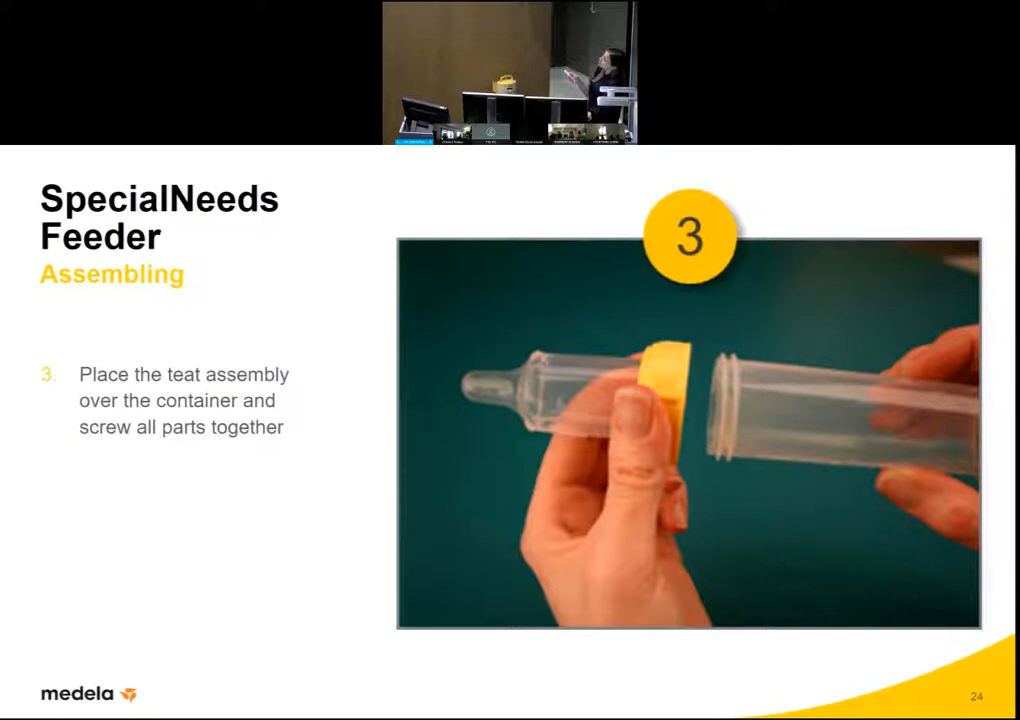 SpecialNeeds
Feeder
Assembling
3
3. Place the teat assembly
over the container and
screw all parts together
medela
24